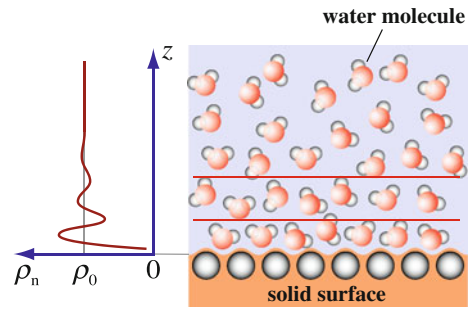 water molecule
z
ρn ρ0 0
solid surface